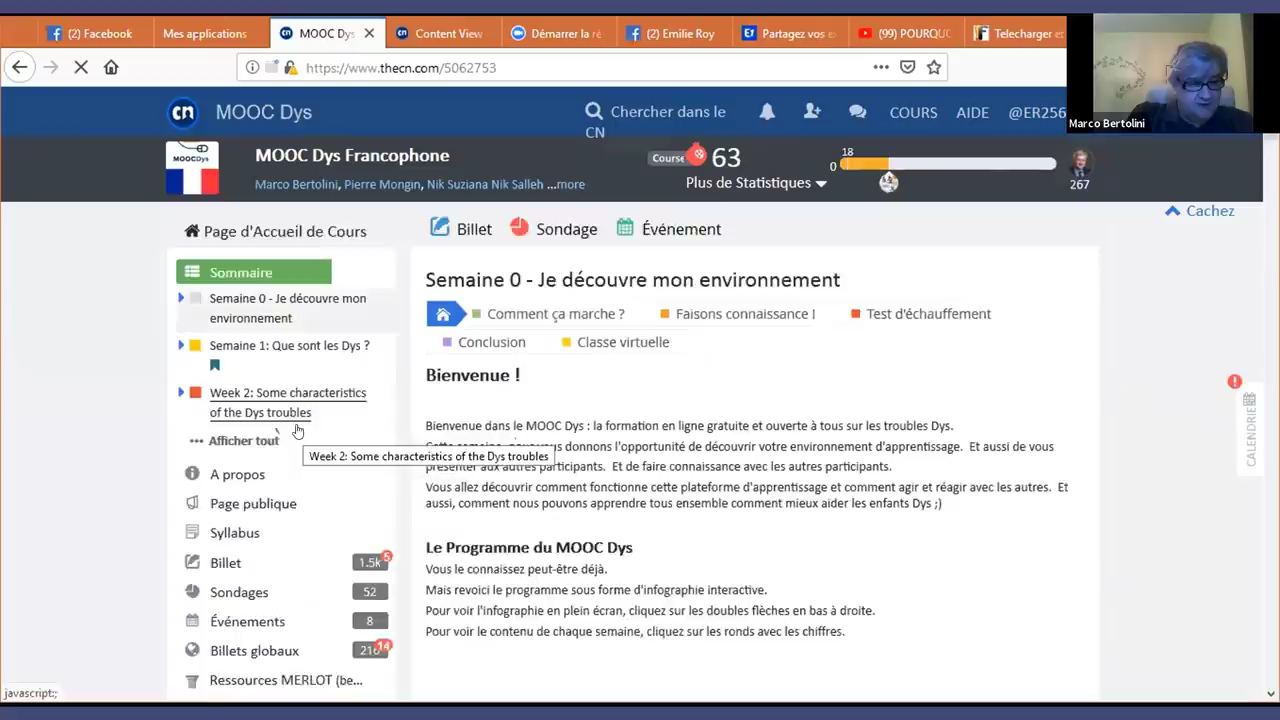 (2) Facebook
Mes applications
MOOC Dys
Content View
Démarrer la ré
(2) Emilie Roy
Partagez vos e
(99) POURQUO
Telecharger et
https://www.thecn.com/5062753
Marco Bertolini
cn
MOOC Dys
Chercher dans le
CN
COURS
AIDE
@ER256
MOOCDys
MOOC Dys Francophone
Marco Bertolini, Pierre Mongin, Nik Suziana Nik Salleh ...more
Course
63
Plus de Statistiques
0
18
267
Cachez
Page d'Accueil de Cours
Billet
Sondage
Événement
Sommaire
Semaine 0 - Je découvre mon
environnement
Semaine 1: Que sont les Dys ?
Week 2: Some characteristics
of the Dys troubles
Afficher tout
Week 2: Some characteristics of the Dys troubles
A propos
Page publique
Syllabus
Billet
1.5k
5
Sondages
52
Événements
8
Billets globaux
14
Ressources MERLOT (be...
javascript:;
Semaine 0 - Je découvre mon environnement
Comment ça marche ?
Faisons connaissance !
Test d'échauffement
Conclusion
Classe virtuelle
Bienvenue !
Bienvenue dans le MOOC Dys : la formation en ligne gratuite et ouverte à tous sur les troubles Dys.
Cette semaine, nous vous donnons l'opportunité de découvrir votre environnement d'apprentissage. Et aussi de vous
présenter aux autres participants. Et de faire connaissance avec les autres participants.
Vous allez découvrir comment fonctionne cette plateforme d'apprentissage et comment agir et réagir avec les autres. Et
aussi, comment nous pouvons apprendre tous ensemble comment mieux aider les enfants Dys ;)
Le Programme du MOOC Dys
Vous le connaissez peut-être déjà.
Mais revoici le programme sous forme d'infographie interactive.
Pour voir l'infographie en plein écran, cliquez sur les doubles flèches en bas à droite.
Pour voir le contenu de chaque semaine, cliquez sur les ronds avec les chiffres.
CALENDRIE